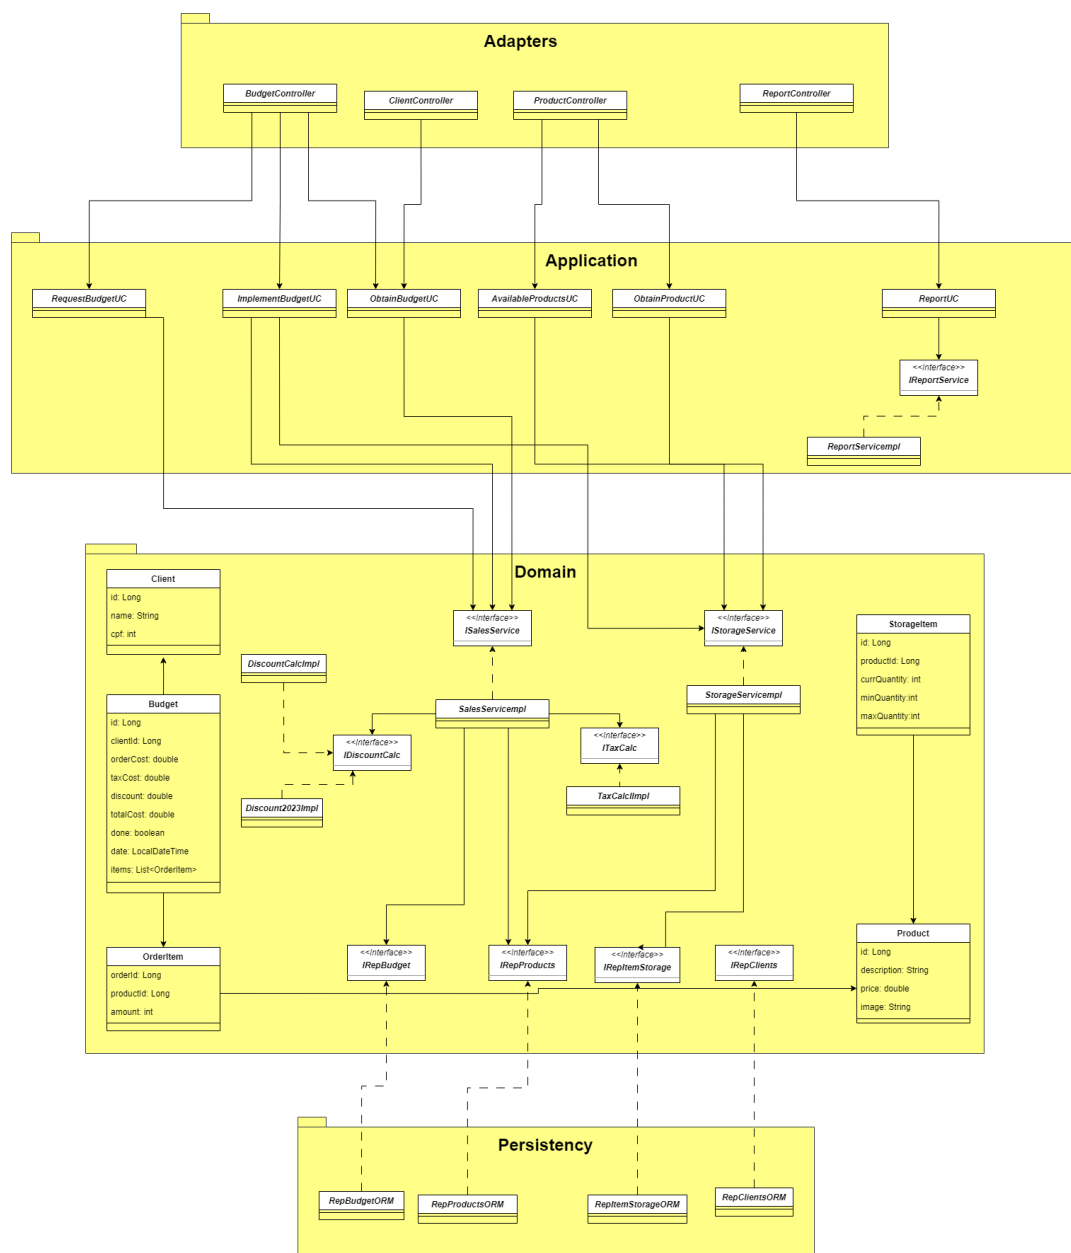 Adapters
BudgetController
ClientController
ProductController
ReportController
Application
RequestBudgetUC
ImplementBudgetUC
ObtainBudgetUC
AvailableProductsUC
ObtainProductUC
ReportUC
<<Interface>>
IReportService
ReportServicempl
Domain
Client
id: Long
name: String
cpf: int
<<Interface>>
ISalesService
<<Interface>>
IStorageService
StorageItem
id: Long
productId: Long
currQuantity: int
minQuantity:int
maxQuantity:int
DiscountCalcImpl
Budget
id: Long
clientId: Long
orderCost: double
taxCost: double
discount: double
totalCost: double
done: boolean
date: LocalDateTime
items: List<OrderItem>
SalesServicempl
StorageServicempl
<<Interface>>
IDiscountCalc
<<Interface>>
ITaxCalc
Discount2023Impl
TaxCalcIImpl
OrderItem
orderId: Long
productId: Long
amount: int
<<Interface>>
IRepBudget
<<Interface>>
IRepProducts
<<Interface>>
IRepItemStorage
<<Interface>>
IRepClients
Product
id: Long
description: String
price: double
image: String
Persistency
RepBudgetORM
RepProductsORM
RepItemStorageORM
RepClientsORM